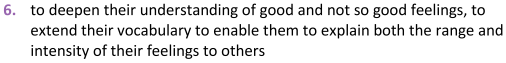 6. to deepen their understanding of good and not so good feelings, to
extend their vocabulary to enable them to explain both the range and
intensity of their feelings to others